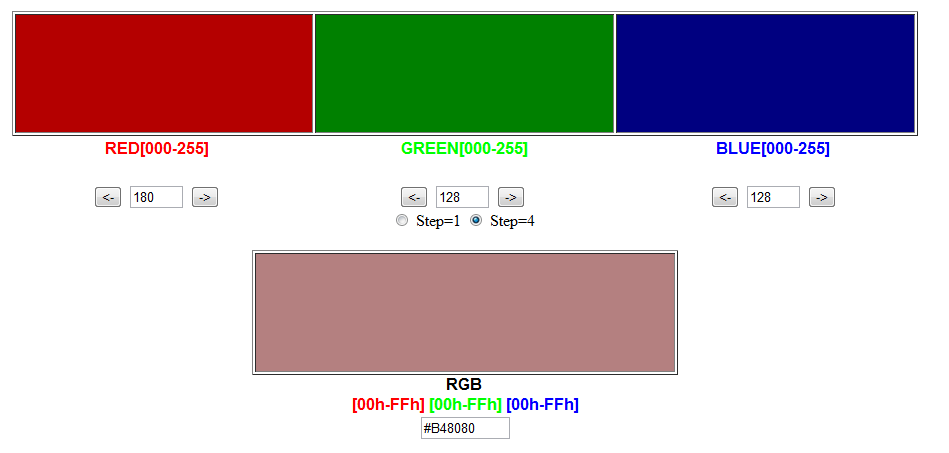 RED[000-255] GREEN[000-255] BLUE[000-255]
<- 180 -> <- 128 -> <- 128 ->
Step=1 Step=4
RGB
[00h-FFh] [00h-FFh] [00h-FFh]
#B48080